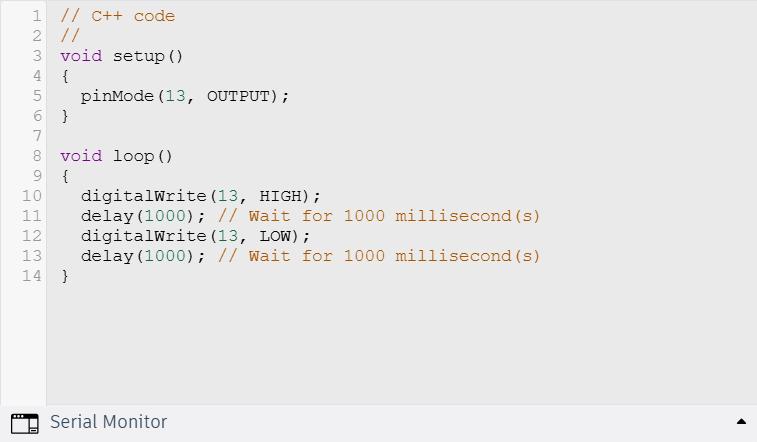 1 // C++ code
2 //
3 void setup()
4 {
5   pinMode(13, OUTPUT);
6 }
7
8 void loop()
9 {
10   digitalWrite(13, HIGH);
11   delay(1000); // Wait for 1000 millisecond(s)
12   digitalWrite(13, LOW);
13   delay(1000); // Wait for 1000 millisecond(s)
14 }
Serial Monitor